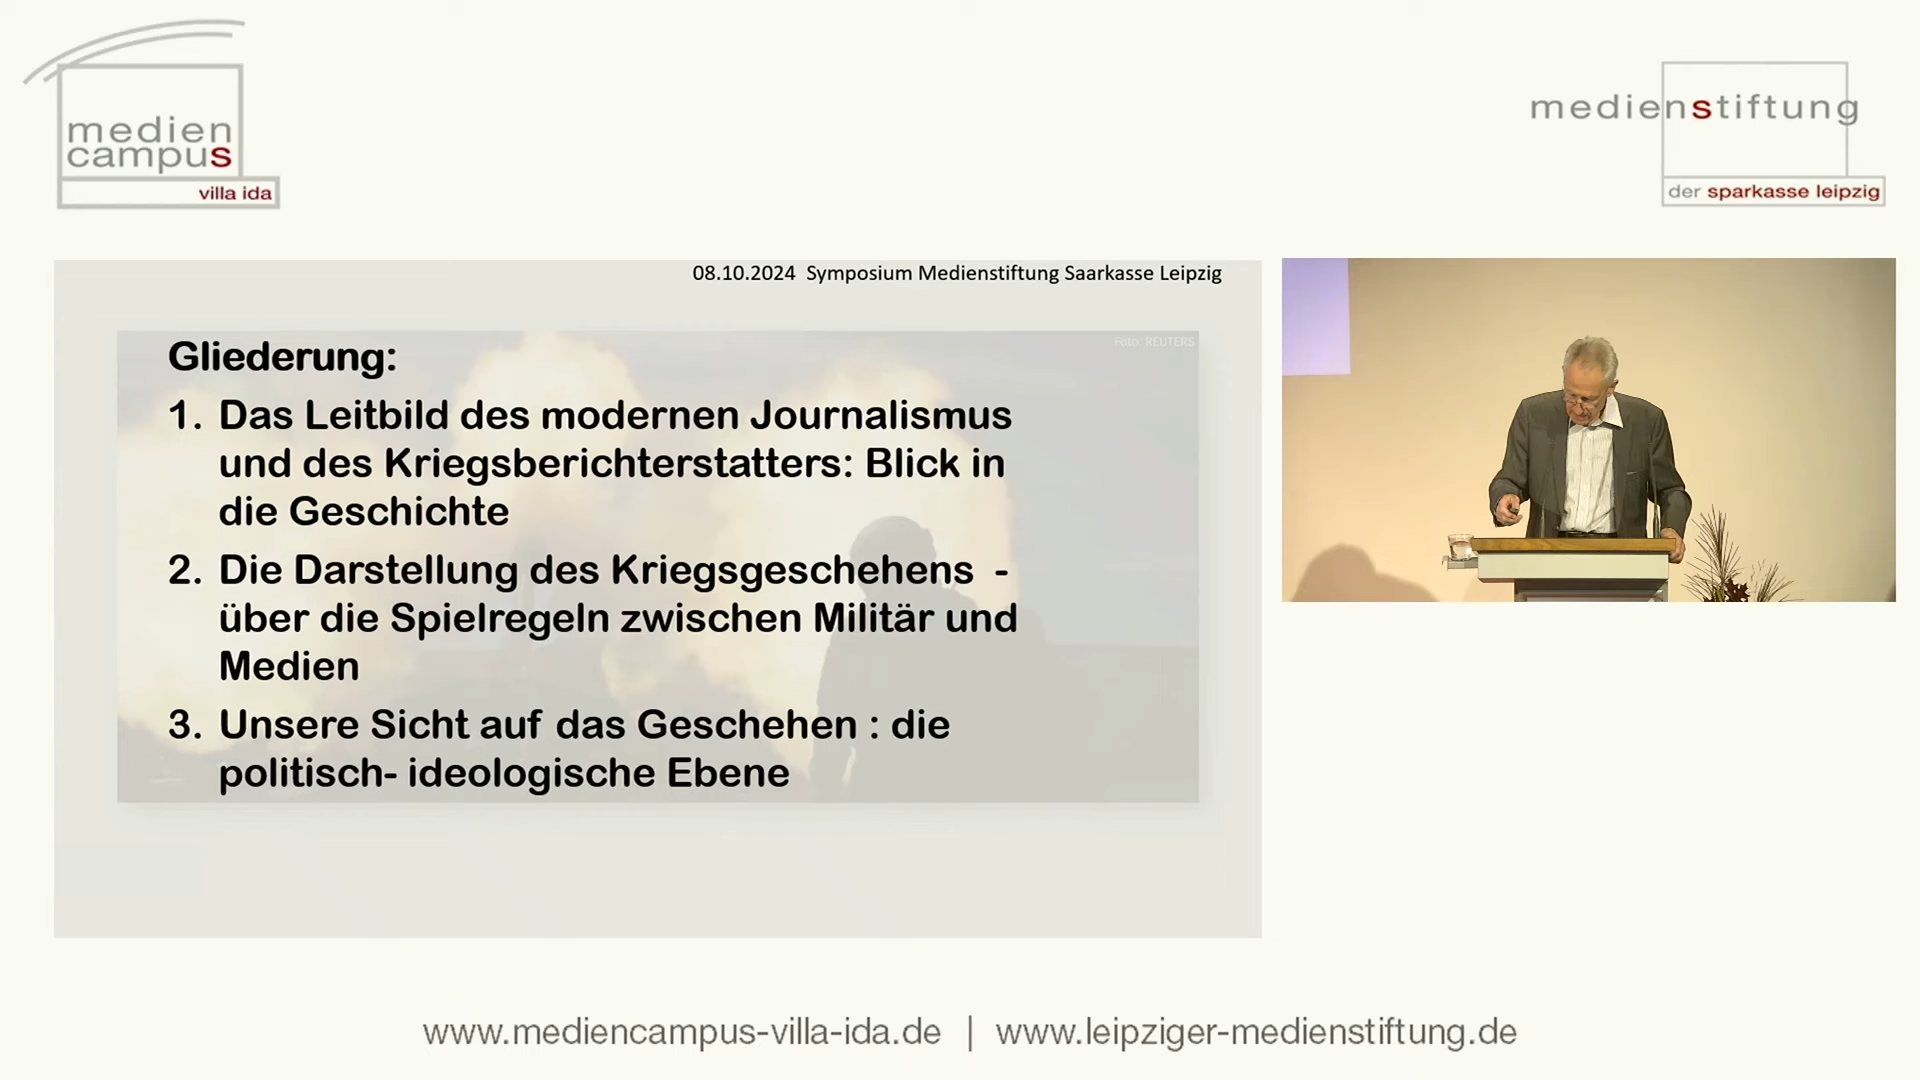 medien
campus
villa ida
medienstiftung
der sparkasse leipzig
08.10.2024 Symposium Medienstiftung Saarkasse Leipzig
Foto: REUTERS
Gliederung:
1. Das Leitbild des modernen Journalismus
und des Kriegsberichterstatters: Blick in
die Geschichte
2. Die Darstellung des Kriegsgeschehens -
über die Spielregeln zwischen Militär und
Medien
3. Unsere Sicht auf das Geschehen : die
politisch- ideologische Ebene
www.mediencampus-villa-ida.de | www.leipziger-medienstiftung.de